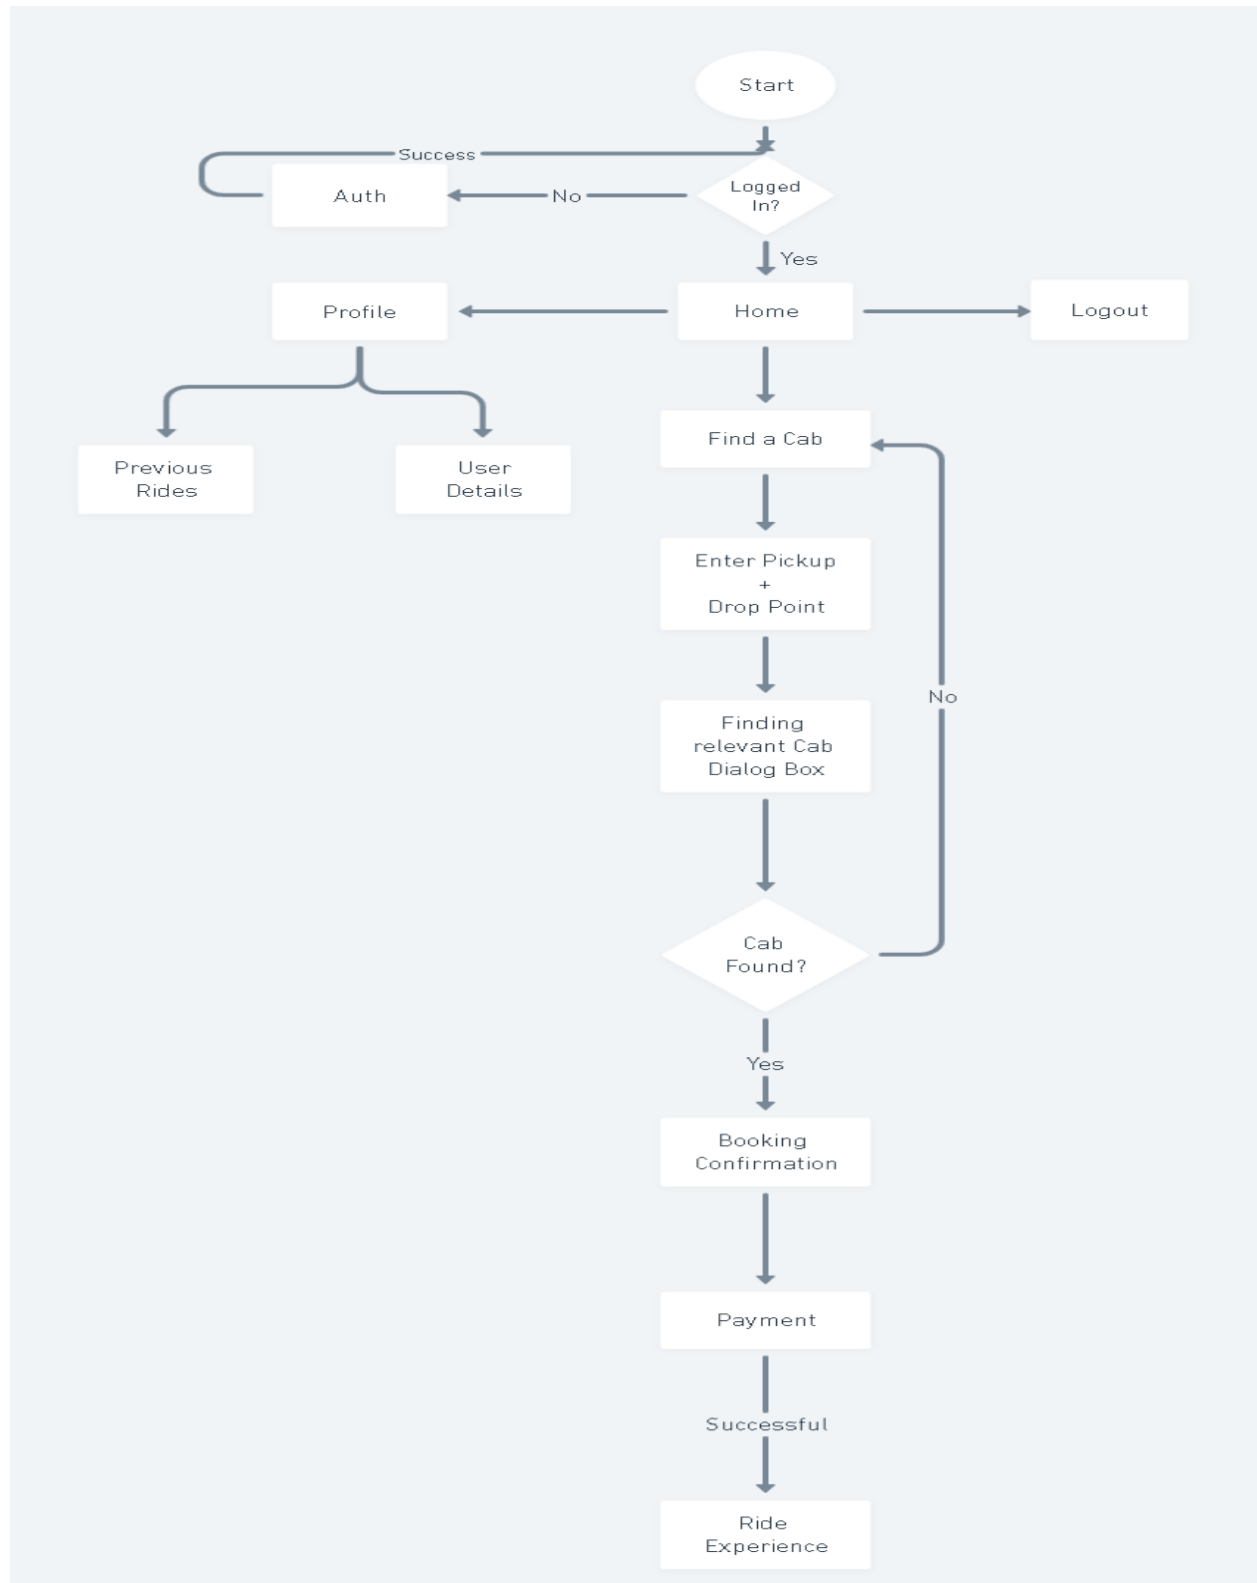 Start
Success
Auth
No
Logged
In?
Yes
Profile
Home
Logout
Previous
Rides
User
Details
Find a Cab
Enter Pickup
+
Drop Point
No
Finding
relevant Cab
Dialog Box
Cab
Found?
Yes
Booking
Confirmation
Payment
Successful
Ride
Experience